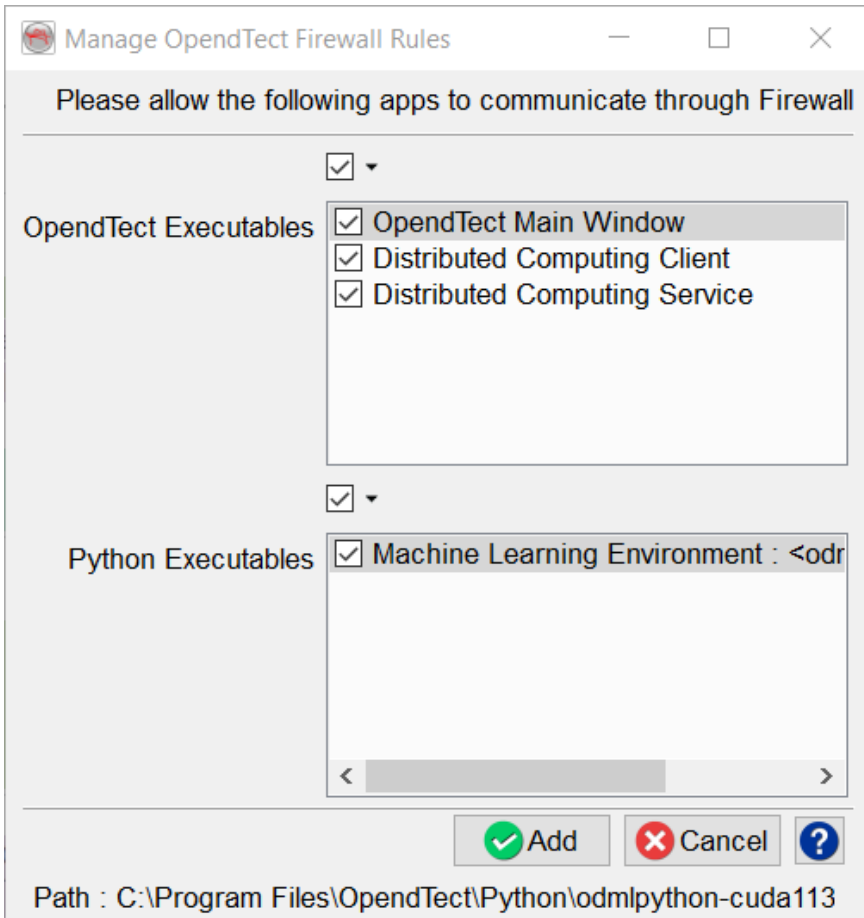 Manage OpendTect Firewall Rules
Please allow the following apps to communicate through Firewall
OpendTect Executables
OpendTect Main Window
Distributed Computing Client
Distributed Computing Service
Python Executables
Machine Learning Environment : <odr
Add Cancel ?
Path : C:\Program Files\OpendTect\Python\odmlpython-cuda113